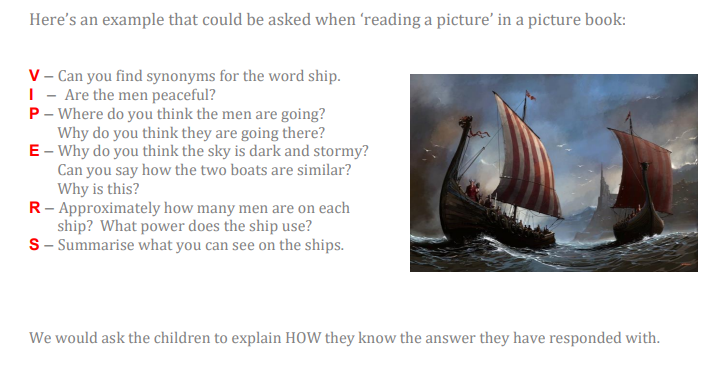 Here's an example that could be asked when 'reading a picture' in a picture book:
V – Can you find synonyms for the word ship.
I – Are the men peaceful?
P – Where do you think the men are going?
Why do you think they are going there?
E – Why do you think the sky is dark and stormy?
Can you say how the two boats are similar?
Why is this?
R – Approximately how many men are on each
ship? What power does the ship use?
S – Summarise what you can see on the ships.
We would ask the children to explain HOW they know the answer they have responded with.